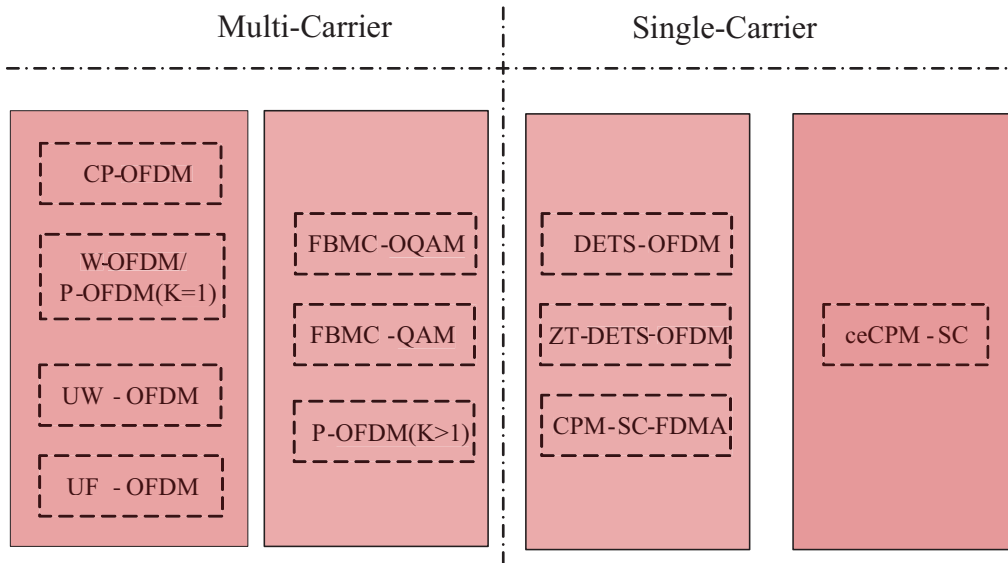 Multi-Carrier
Single-Carrier
CP-OFDM
W-OFDM/
P-OFDM(K=1)
UW - OFDM
UF - OFDM
FBMC-OQAM
FBMC -QAM
P-OFDM(K>1)
DETS-OFDM
ZT-DETS-OFDM
CPM-SC-FDMA
ceCPM-SC